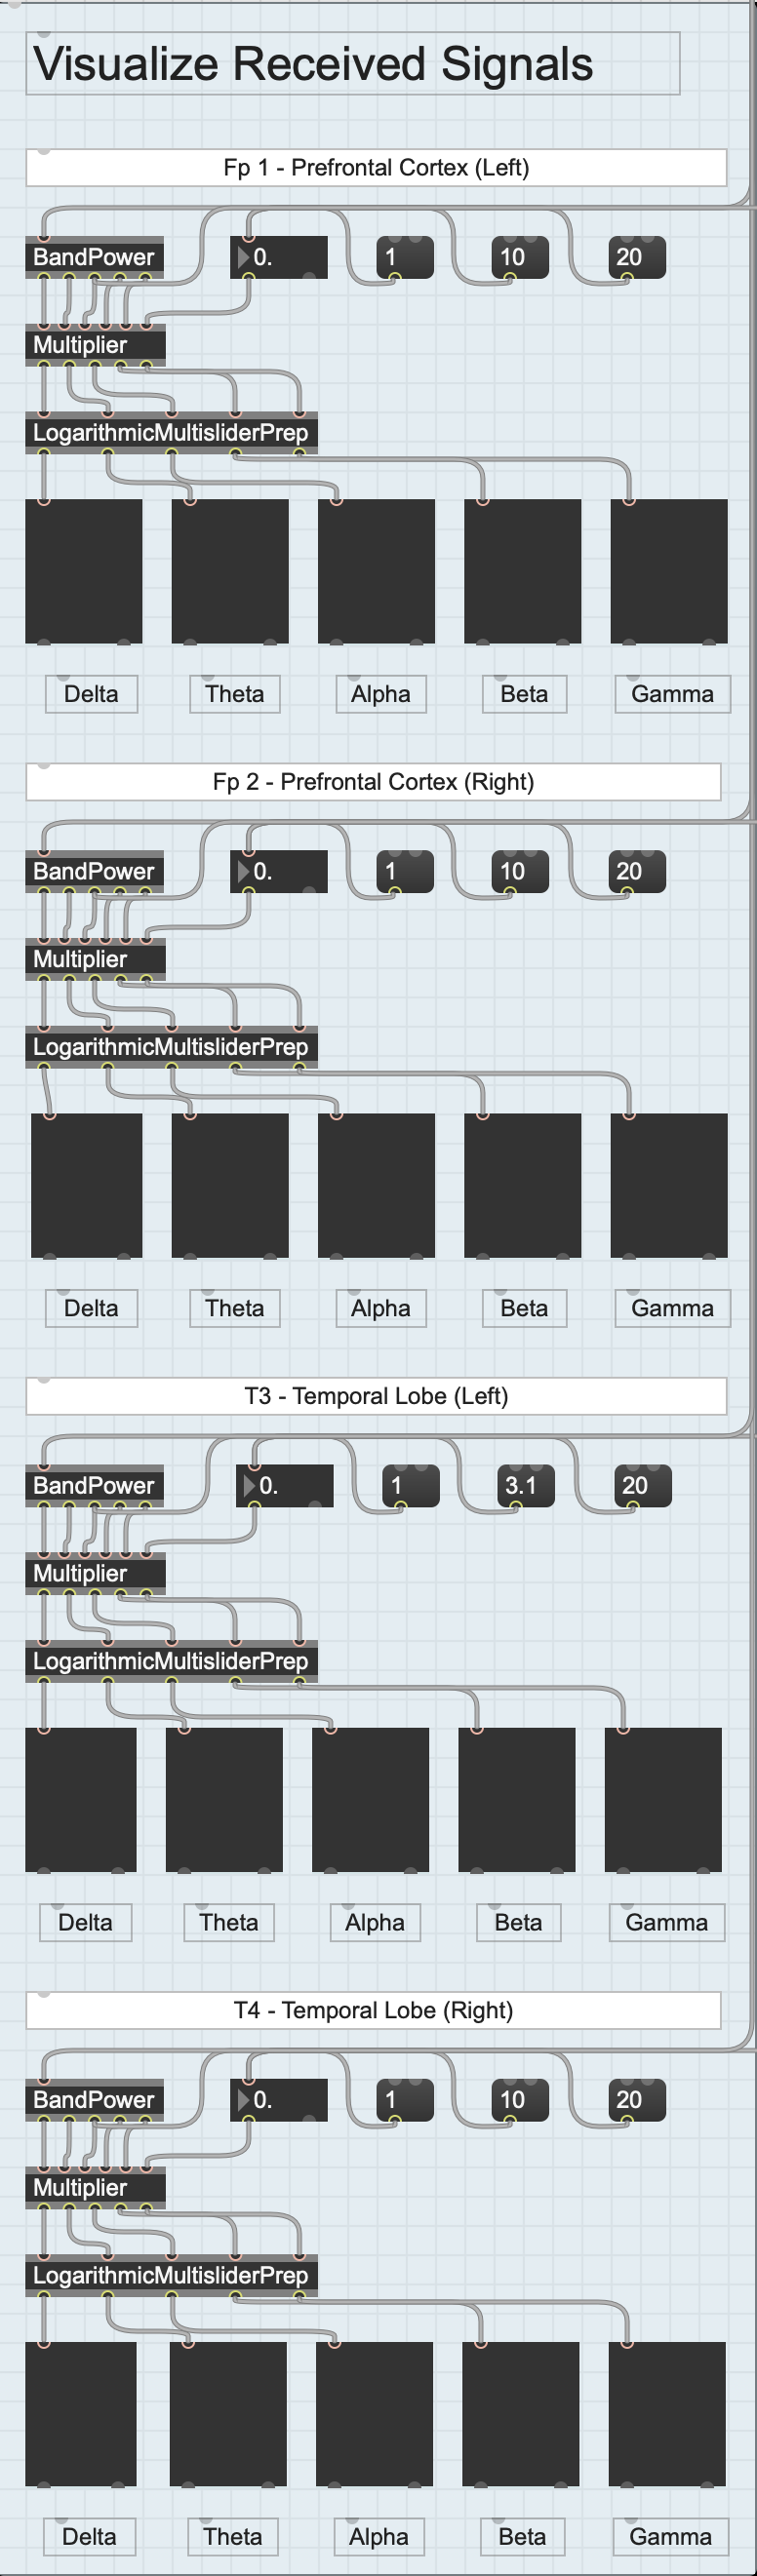 Visualize Received Signals
Fp 1 - Prefrontal Cortex (Left)
BandPower 0. 1 10 20
Multiplier
LogarithmicMultisliderPrep
Delta Theta Alpha Beta Gamma
Fp 2 - Prefrontal Cortex (Right)
BandPower 0. 1 10 20
Multiplier
LogarithmicMultisliderPrep
Delta Theta Alpha Beta Gamma
T3 - Temporal Lobe (Left)
BandPower 0. 1 3.1 20
Multiplier
LogarithmicMultisliderPrep
Delta Theta Alpha Beta Gamma
T4 - Temporal Lobe (Right)
BandPower 0. 1 10 20
Multiplier
LogarithmicMultisliderPrep
Delta Theta Alpha Beta Gamma